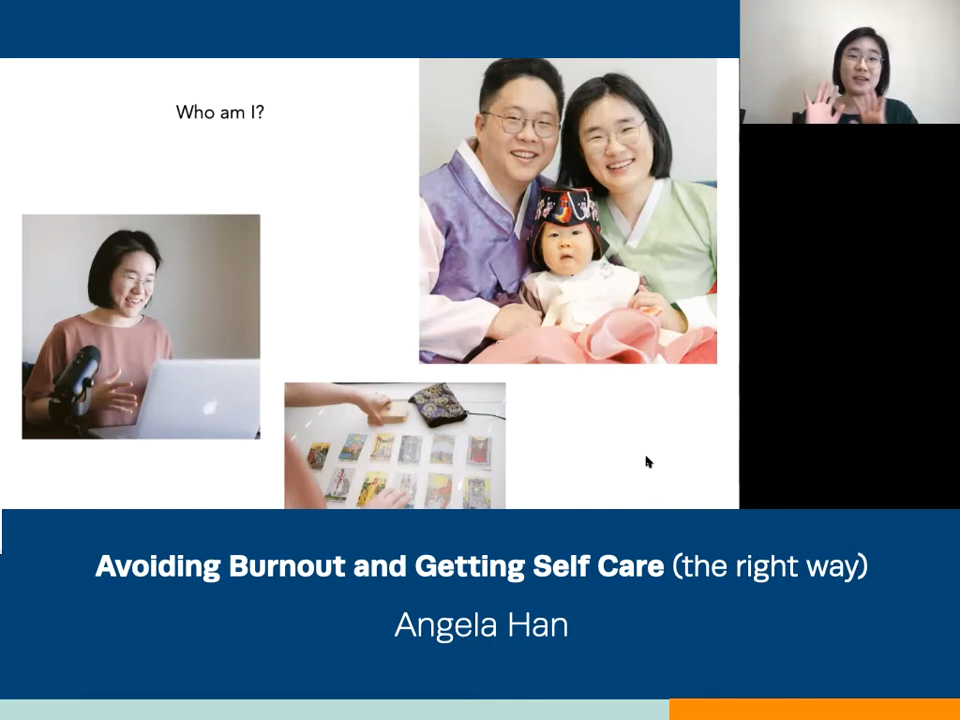 Who am I?
Avoiding Burnout and Getting Self Care (the right way)
Angela Han